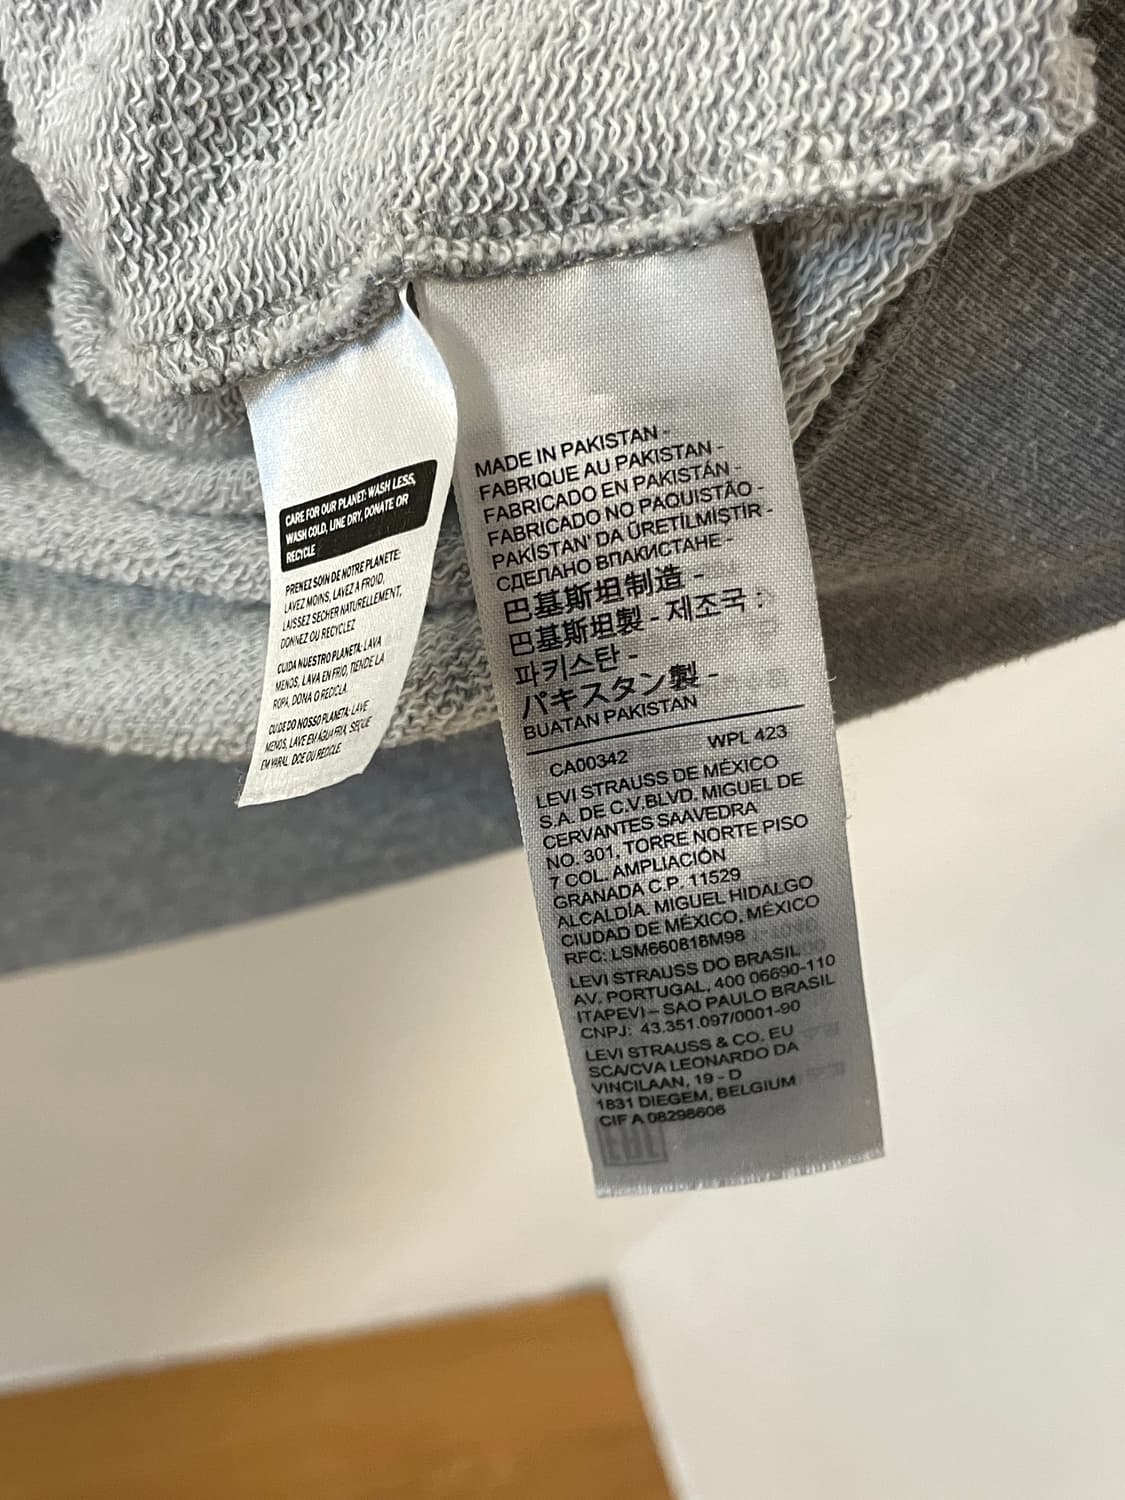 CARE FOR OUR PLANET: WASH LESS,
WASH COLD, LINE DRY, DONATE OR
RECYCLE
PRENEZ SOIN DE NOTRE PLANETE:
LAVEZ MOINS, LAVEZ A FROID,
LAISSEZ SECHER NATURELLEMENT,
DONNEZ OU RECYCLEZ
CUIDA NUESTRO PLANETA: LAVA
MENOS, LAVA EN FRIO, TIENDE LA
ROPA, DONA O RECICLA
CUIDE DO NOSSO PLANETA: LAVE
MENOS, LAVE EM AGUA FRIA, SEQUE
EM VARAL. DOE OU RECICLE
MADE IN PAKISTAN -
FABRIQUE AU PAKISTAN -
FABRICADO EN PAKISTÁN -
FABRICADO NO PAQUISTÃO -
PAKİSTAN' DA ÜRETİLMİŞTİR -
СДЕЛАНО ВПАКИСТАНЕ -
巴基斯坦制造 -
巴基斯坦製 - 제조국 :
파키스탄 -
パキスタン製 -
BUATAN PAKISTAN
CA00342 WPL 423
LEVI STRAUSS DE MÉXICO
S.A. DE C.V.BLVD. MIGUEL DE
CERVANTES SAAVEDRA
NO. 301, TORRE NORTE PISO
7 COL. AMPLIACIÓN
GRANADA C.P. 11529
ALCALDÍA. MIGUEL HIDALGO
CIUDAD DE MÉXICO, MÉXICO
RFC: LSM660818M98
LEVI STRAUSS DO BRASIL
AV. PORTUGAL, 400 06690-110
ITAPEVI – SAO PAULO BRASIL
CNPJ: 43.351.097/0001-90
LEVI STRAUSS & CO. EU
SCA/CVA LEONARDO DA
VINCILAAN, 19 - D
1831 DIEGEM, BELGIUM
CIF A 08298606